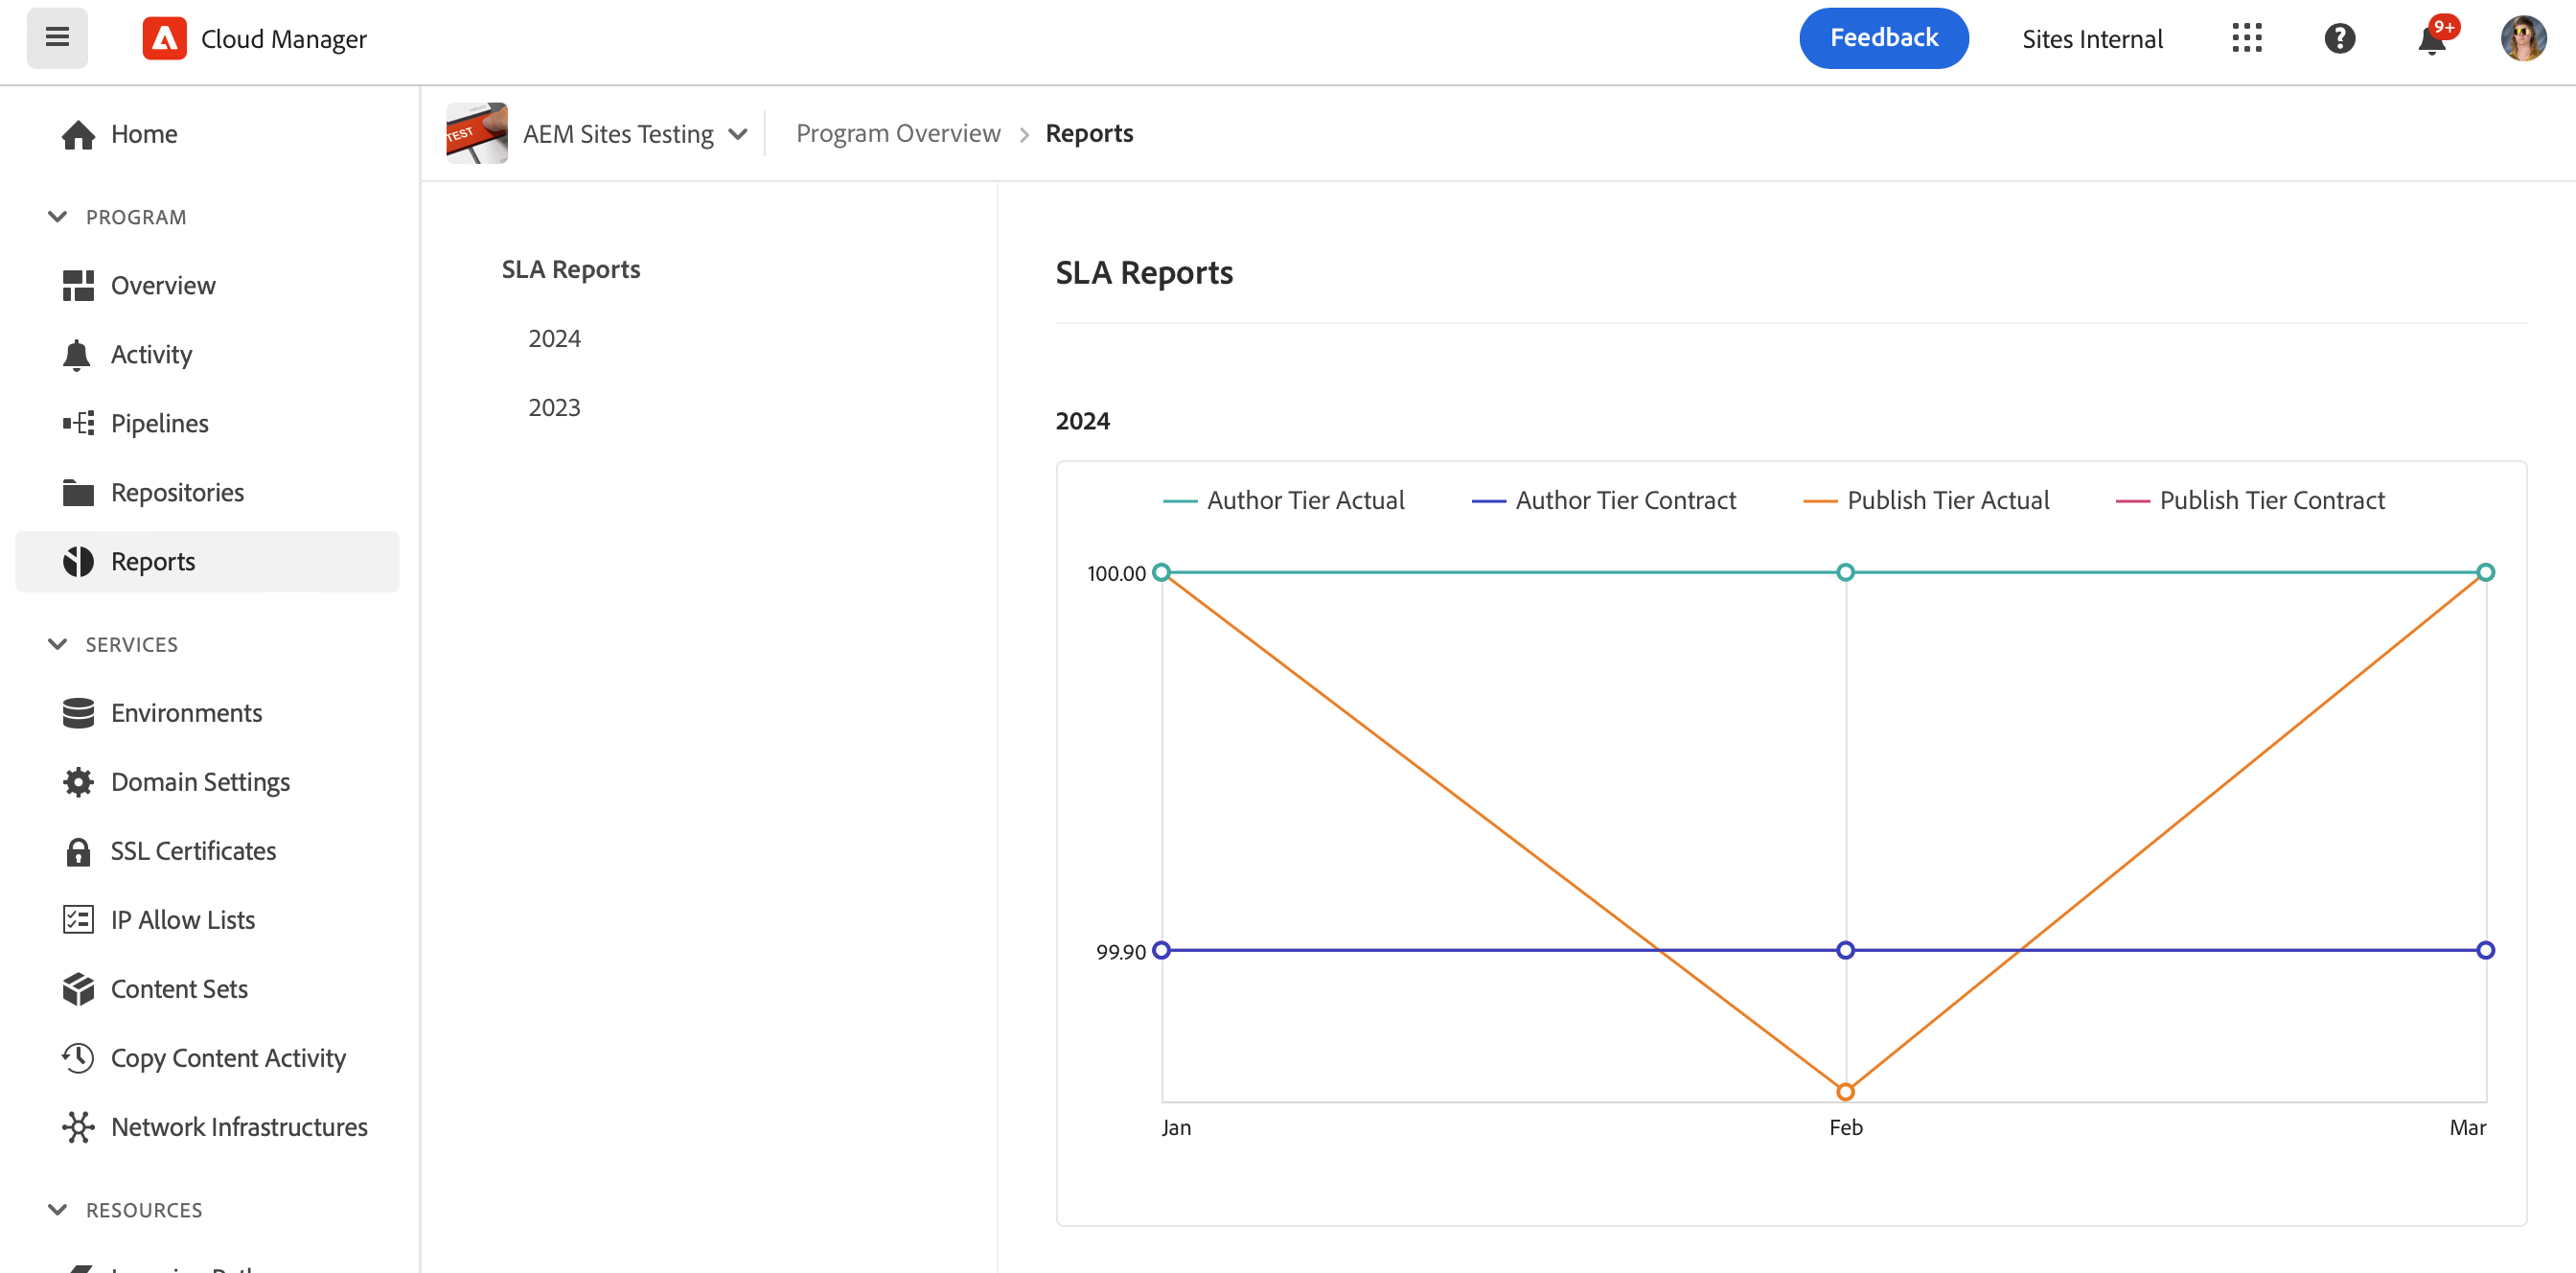 Cloud Manager
Feedback
Sites Internal
9+
Home
PROGRAM
Overview
Activity
Pipelines
Repositories
Reports
SERVICES
Environments
Domain Settings
SSL Certificates
IP Allow Lists
Content Sets
Copy Content Activity
Network Infrastructures
RESOURCES
TEST
AEM Sites Testing
Program Overview > Reports
SLA Reports
2024
2023
SLA Reports
2024
Author Tier Actual Author Tier Contract Publish Tier Actual Publish Tier Contract
100.00
99.90
Jan Feb Mar